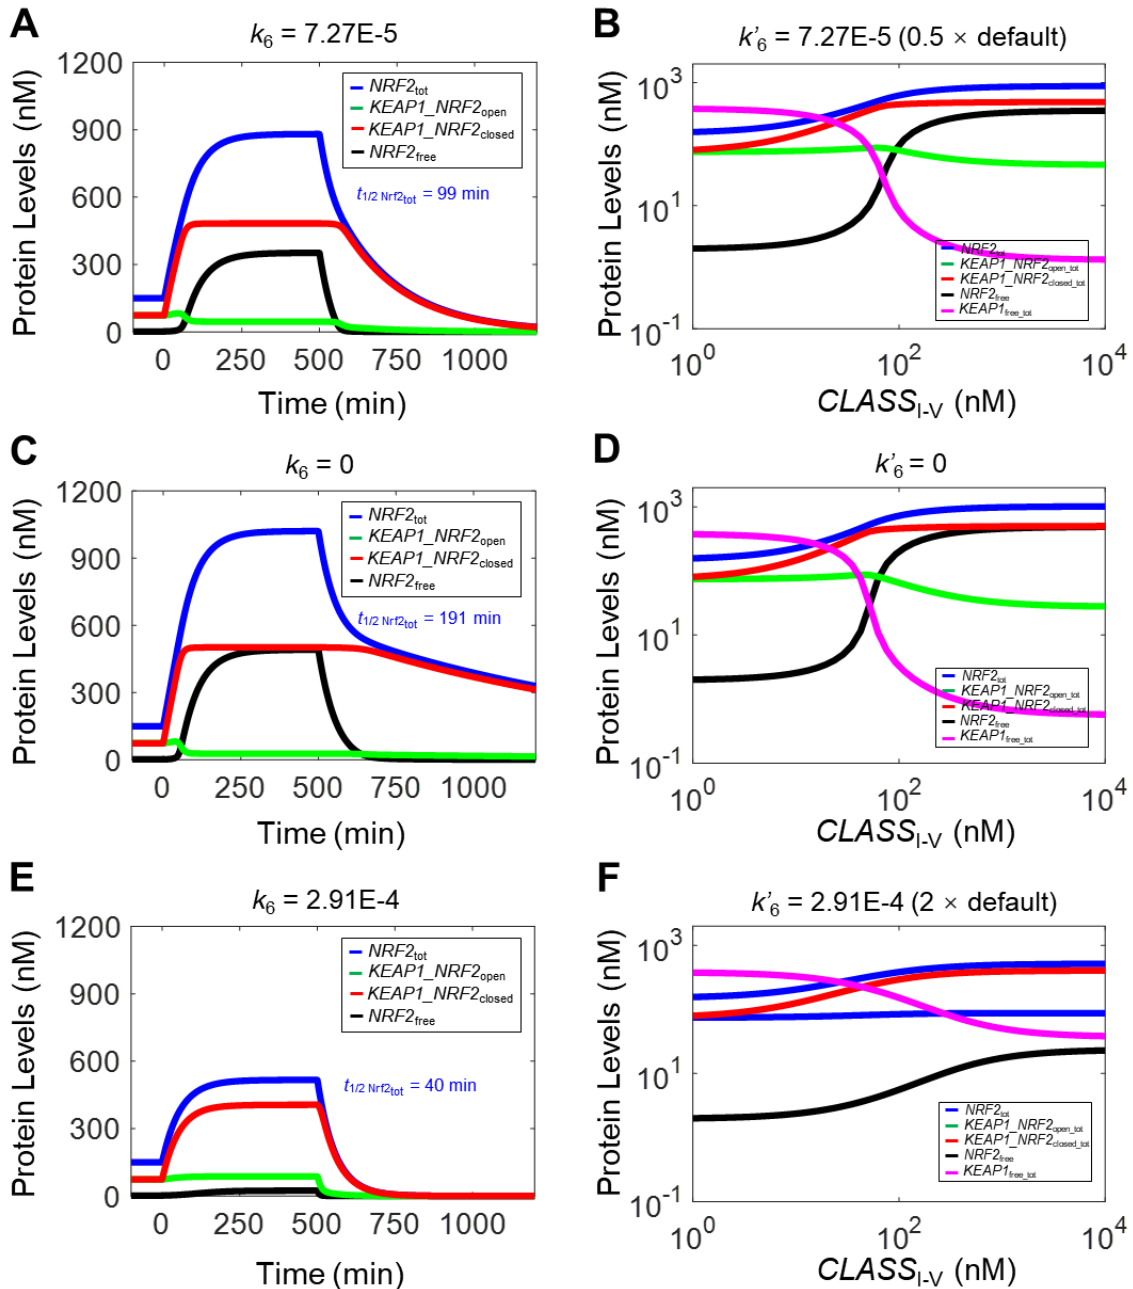 A
k6 = 7.27E-5
1200
900
600
300
0
Protein Levels (nM)
NRF2tot
KEAP1_NRF2open
KEAP1_NRF2closed
NRF2free
t1/2 Nrf2tot = 99 min
0 250 500 750 1000
Time (min)
B
k'6 = 7.27E-5 (0.5 × default)
10^3
10^1
10^-1
Protein Levels (nM)
NRF2tot
KEAP1_NRF2open_tot
KEAP1_NRF2closed_tot
NRF2free
KEAP1free_tot
10^0 10^2 10^4
CLASSI-V (nM)
C
k6 = 0
1200
900
600
300
0
Protein Levels (nM)
NRF2tot
KEAP1_NRF2open
KEAP1_NRF2closed
NRF2free
t1/2 Nrf2tot = 191 min
0 250 500 750 1000
Time (min)
D
k'6 = 0
10^3
10^1
10^-1
Protein Levels (nM)
NRF2tot
KEAP1_NRF2open_tot
KEAP1_NRF2closed_tot
NRF2free
KEAP1free_tot
10^0 10^2 10^4
CLASSI-V (nM)
E
k6 = 2.91E-4
1200
900
600
300
0
Protein Levels (nM)
NRF2tot
KEAP1_NRF2open
KEAP1_NRF2closed
NRF2free
t1/2 Nrf2tot = 40 min
0 250 500 750 1000
Time (min)
F
k'6 = 2.91E-4 (2 × default)
10^3
10^1
10^-1
Protein Levels (nM)
NRF2tot
KEAP1_NRF2open_tot
KEAP1_NRF2closed_tot
NRF2free
KEAP1free_tot
10^0 10^2 10^4
CLASSI-V (nM)